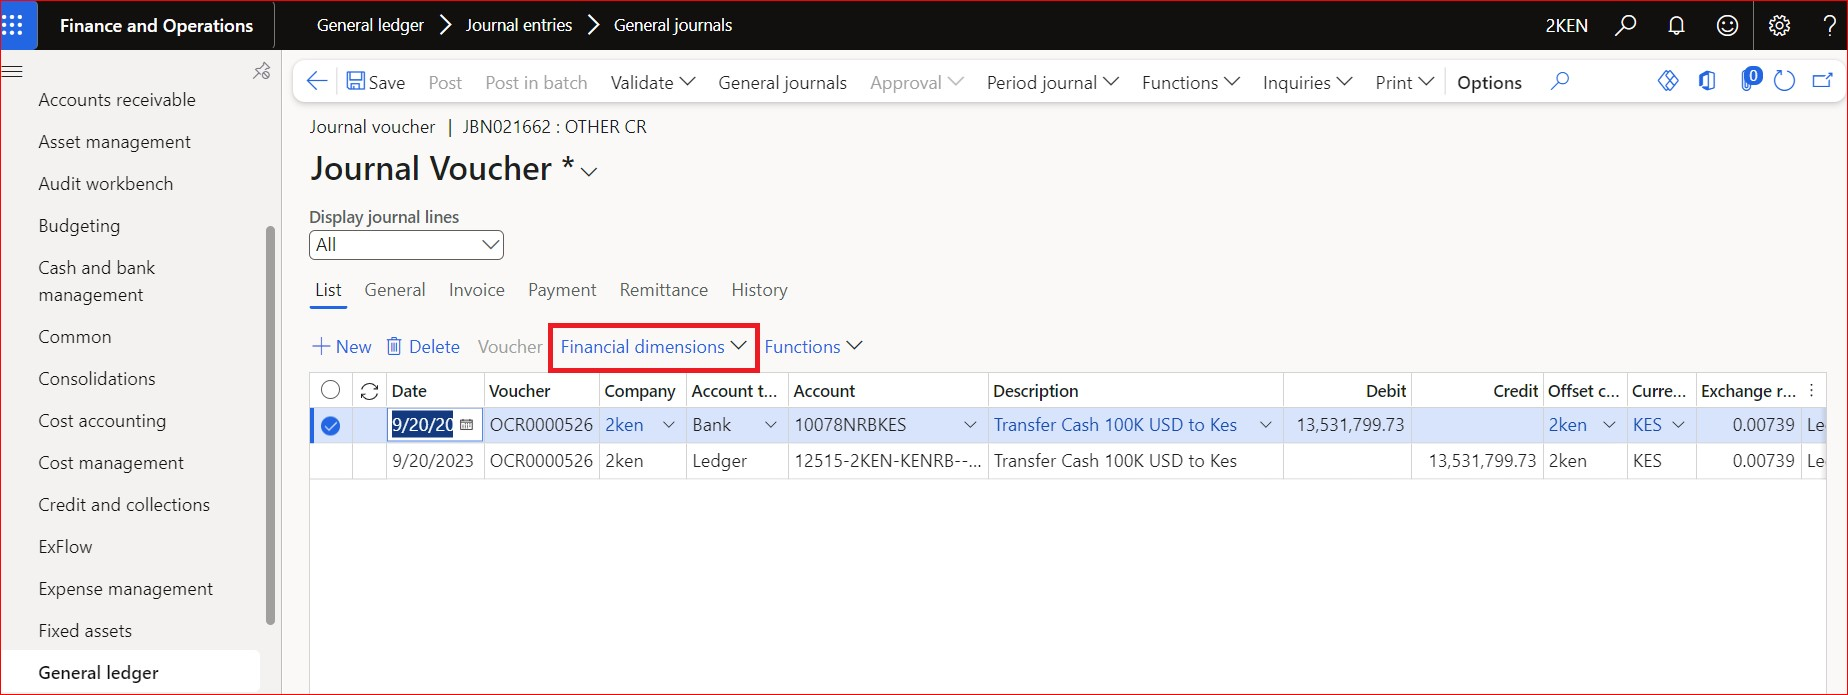 Finance and Operations General ledger Journal entries General journals 2KEN ?
Save Post Post in batch Validate General journals Approval Period journal Functions Inquiries Print Options 0
Accounts receivable
Asset management
Audit workbench
Budgeting
Cash and bank
management
Common
Consolidations
Cost accounting
Cost management
Credit and collections
ExFlow
Expense management
Fixed assets
General ledger
Journal voucher | JBN021662 : OTHER CR
Journal Voucher *
Display journal lines
All
List General Invoice Payment Remittance History
New Delete Voucher Financial dimensions Functions
Date Voucher Company Account t... Account Description Debit Credit Offset c... Curre... Exchange r...
9/20/20 OCR0000526 2ken Bank 10078NRBKES Transfer Cash 100K USD to Kes 13,531,799.73 2ken KES 0.00739 Le
9/20/2023 OCR0000526 2ken Ledger 12515-2KEN-KENRB--... Transfer Cash 100K USD to Kes 13,531,799.73 2ken KES 0.00739 Le